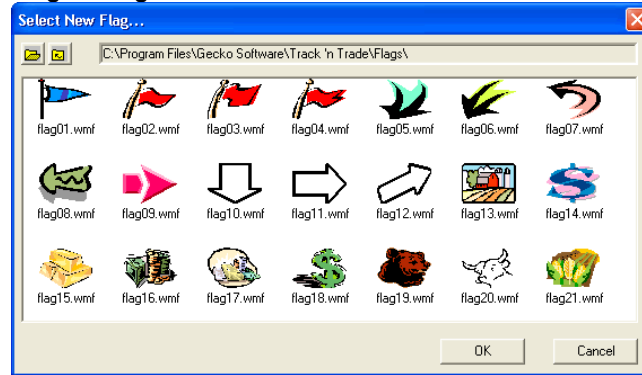 Select New Flag...
C:\Program Files\Gecko Software\Track 'n Trade\Flags\
flag01.wmf flag02.wmf flag03.wmf flag04.wmf flag05.wmf flag06.wmf flag07.wmf
flag08.wmf flag09.wmf flag10.wmf flag11.wmf flag12.wmf flag13.wmf flag14.wmf
flag15.wmf flag16.wmf flag17.wmf flag18.wmf flag19.wmf flag20.wmf flag21.wmf
OK Cancel